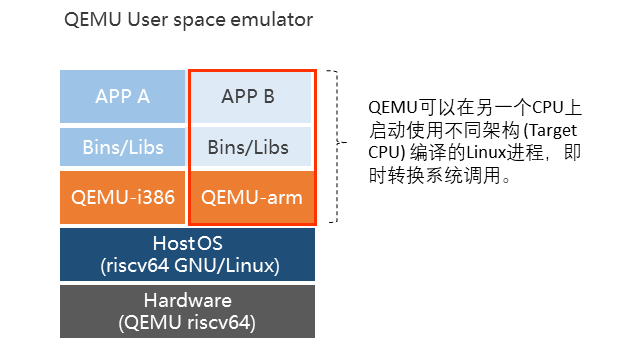 QEMU User space emulator
APP A
APP B
Bins/Libs
Bins/Libs
QEMU-i386
QEMU-arm
HostOS
(riscv64 GNU/Linux)
Hardware
(QEMU riscv64)
QEMU可以在另一个CPU上
启动使用不同架构 (Target
CPU) 编译的Linux进程，即
时转换系统调用。